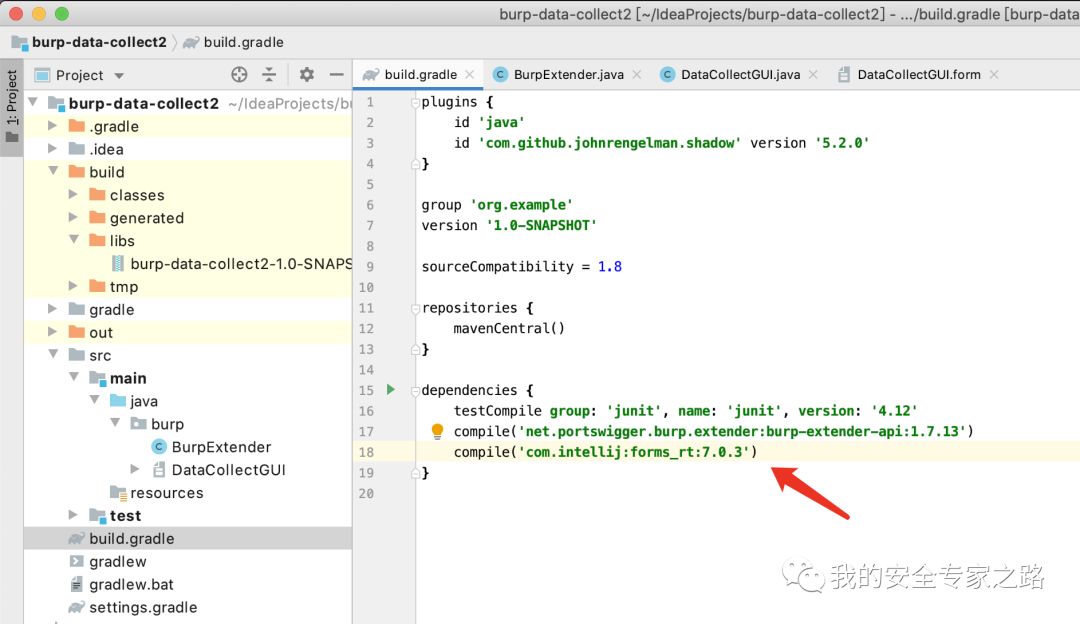 burp-data-collect2 [~/IdeaProjects/burp-data-collect2] - .../build.gradle [burp-data
burp-data-collect2 build.gradle
1: Project
Project
build.gradle BurpExtender.java DataCollectGUI.java DataCollectGUI.form
burp-data-collect2 ~/IdeaProjects/bu
.gradle
.idea
build
classes
generated
libs
burp-data-collect2-1.0-SNAPS
tmp
gradle
out
src
main
java
burp
BurpExtender
DataCollectGUI
resources
test
build.gradle
gradlew
gradlew.bat
settings.gradle
1 plugins {
2 id 'java'
3 id 'com.github.johnrengelman.shadow' version '5.2.0'
4 }
5
6 group 'org.example'
7 version '1.0-SNAPSHOT'
8
9 sourceCompatibility = 1.8
10
11 repositories {
12 mavenCentral()
13 }
14
15 dependencies {
16 testCompile group: 'junit', name: 'junit', version: '4.12'
17 compile('net.portswigger.burp.extender:burp-extender-api:1.7.13')
18 compile('com.intellij:forms_rt:7.0.3')
19 }
20
我的安全专家之路